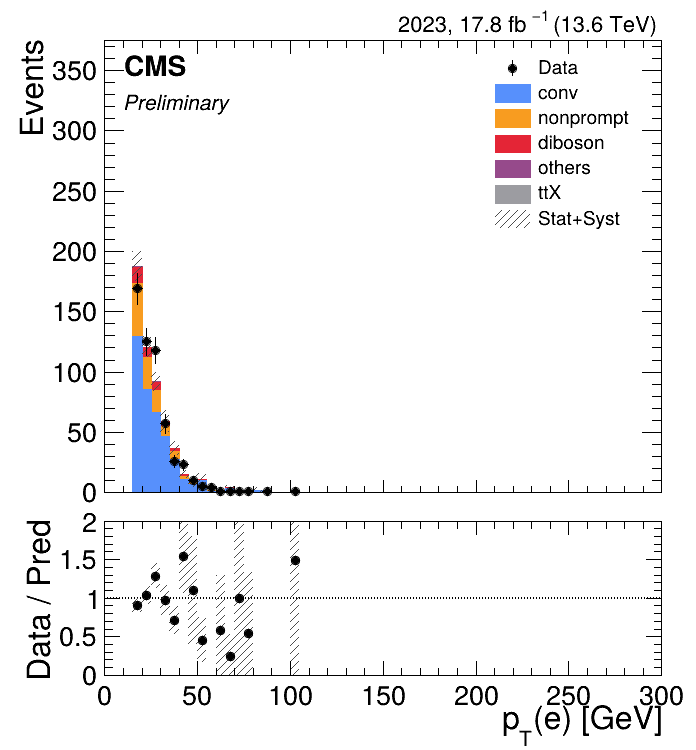 2023, 17.8 fb⁻¹ (13.6 TeV)
Events
CMS
Preliminary
Data
conv
nonprompt
diboson
others
ttX
Stat+Syst
350
300
250
200
150
100
50
0
Data / Pred
2
1.5
1
0.5
0
0 50 100 150 200 250 300
p_T(e) [GeV]